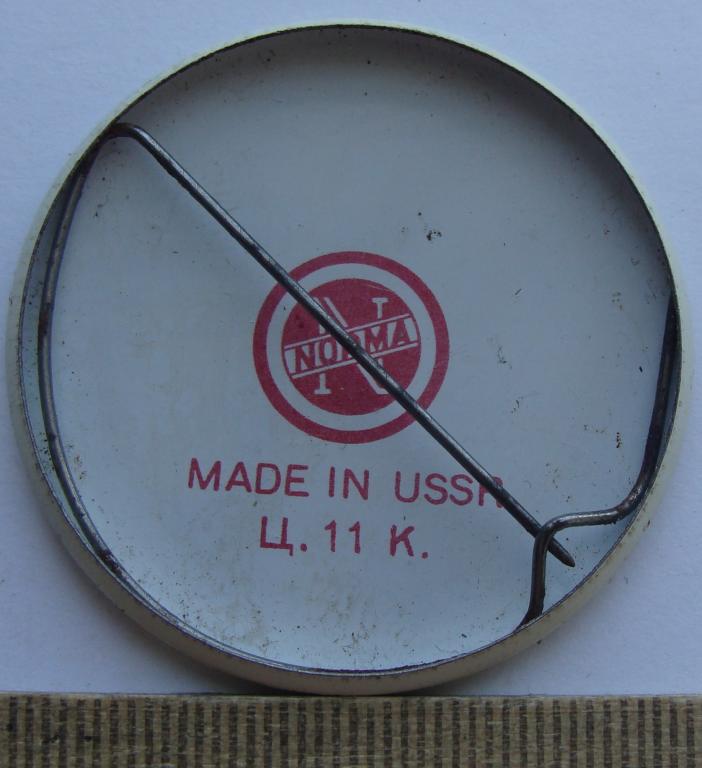 N
NORMA
MADE IN USSR
Ц. 11 К.